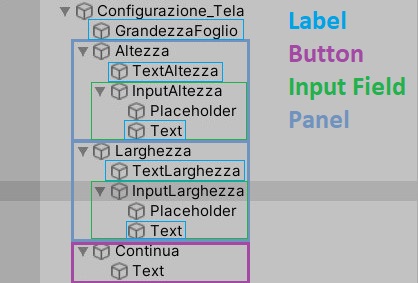 Configurazione_Tela
GrandezzaFoglio
Altezza
TextAltezza
InputAltezza
Placeholder
Text
Larghezza
TextLarghezza
InputLarghezza
Placeholder
Text
Continua
Text
Label
Button
Input Field
Panel